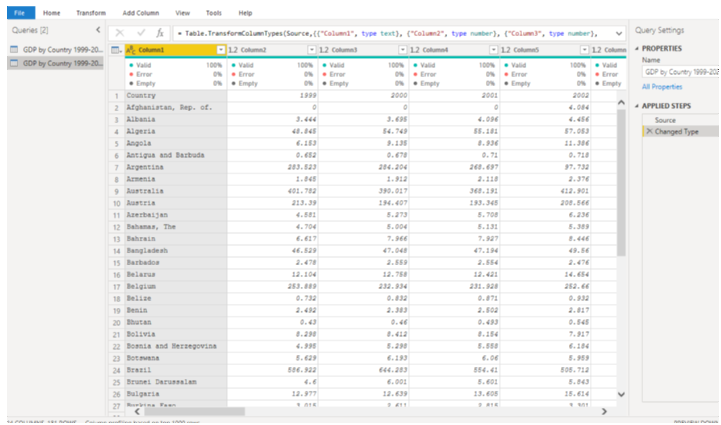 File Home Transform Add Column View Tools Help
Queries [2]
= Table.TransformColumnTypes(Source,{{"Column1", type text}, {"Column2", type number}, {"Column3", type number},
Query Settings
GDP by Country 1999-20...
GDP by Country 1999-20...
Column1 1.2 Column2 1.2 Column3 1.2 Column4 1.2 Column5 1.2 Column
Valid 100% Valid 100% Valid 100% Valid 100% Valid 100% Valid
Error 0% Error 0% Error 0% Error 0% Error 0% Error
Empty 0% Empty 0% Empty 0% Empty 0% Empty 0% Empty
PROPERTIES
Name
GDP by Country 1999-202
All Properties
APPLIED STEPS
Source
Changed Type
1 Country 1999 2000 2001 2002
2 Afghanistan, Rep. of. 0 0 0 4.084
3 Albania 3.444 3.695 4.096 4.456
4 Algeria 48.845 54.749 55.181 57.053
5 Angola 6.153 9.135 8.936 11.386
6 Antigua and Barbuda 0.652 0.678 0.71 0.718
7 Argentina 283.523 284.204 268.697 97.732
8 Armenia 1.845 1.912 2.118 2.376
9 Australia 401.782 390.017 368.191 412.901
10 Austria 213.39 194.407 193.345 208.566
11 Azerbaijan 4.581 5.273 5.708 6.236
12 Bahamas, The 4.704 5.004 5.131 5.389
13 Bahrain 6.617 7.966 7.927 8.446
14 Bangladesh 46.529 47.048 47.194 49.56
15 Barbados 2.478 2.559 2.554 2.476
16 Belarus 12.104 12.758 12.421 14.654
17 Belgium 253.889 232.934 231.928 252.66
18 Belize 0.732 0.832 0.871 0.932
19 Benin 2.492 2.383 2.502 2.817
20 Bhutan 0.43 0.46 0.493 0.545
21 Bolivia 8.298 8.412 8.154 7.917
22 Bosnia and Herzegovina 4.995 5.298 5.558 6.184
23 Botswana 5.629 6.193 6.06 5.959
24 Brazil 586.922 644.283 554.41 505.712
25 Brunei Darussalam 4.6 6.001 5.601 5.843
26 Bulgaria 12.977 12.639 13.605 15.614
27 Burkina Faso 3.015 2.611 2.815 3.301
COLUMNS, 181 ROWS Column profiling based on top 1000 rows
PREVIEW DOWN